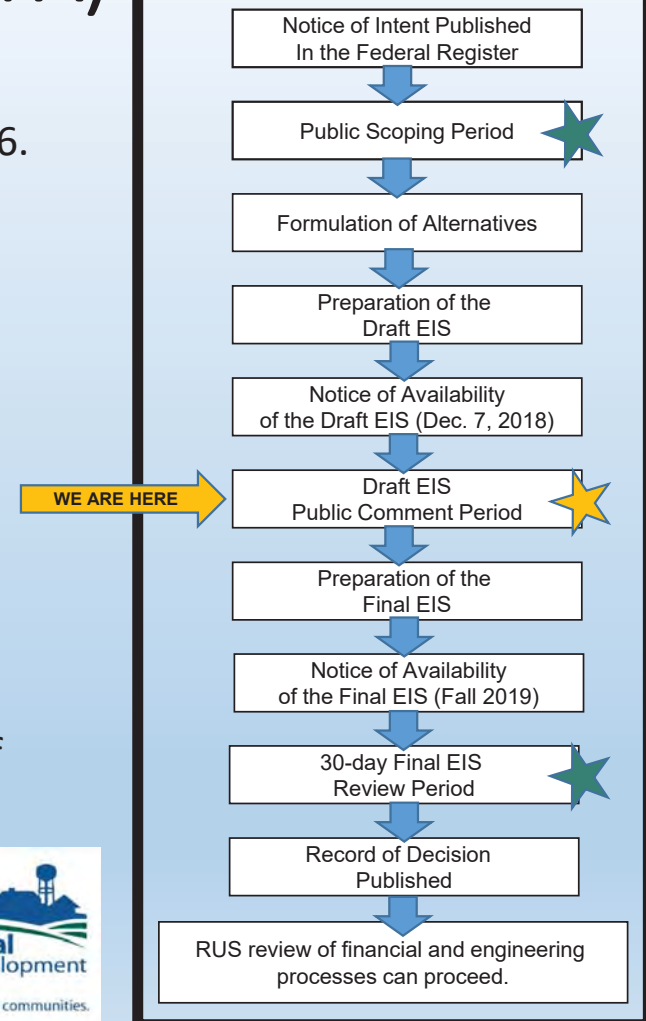 6.
Notice of Intent Published
In the Federal Register
Public Scoping Period
Formulation of Alternatives
Preparation of the
Draft EIS
Notice of Availability
of the Draft EIS (Dec. 7, 2018)
WE ARE HERE
Draft EIS
Public Comment Period
Preparation of the
Final EIS
Notice of Availability
of the Final EIS (Fall 2019)
30-day Final EIS
Review Period
Record of Decision
Published
RUS review of financial and engineering
processes can proceed.
al
lopment
communities.